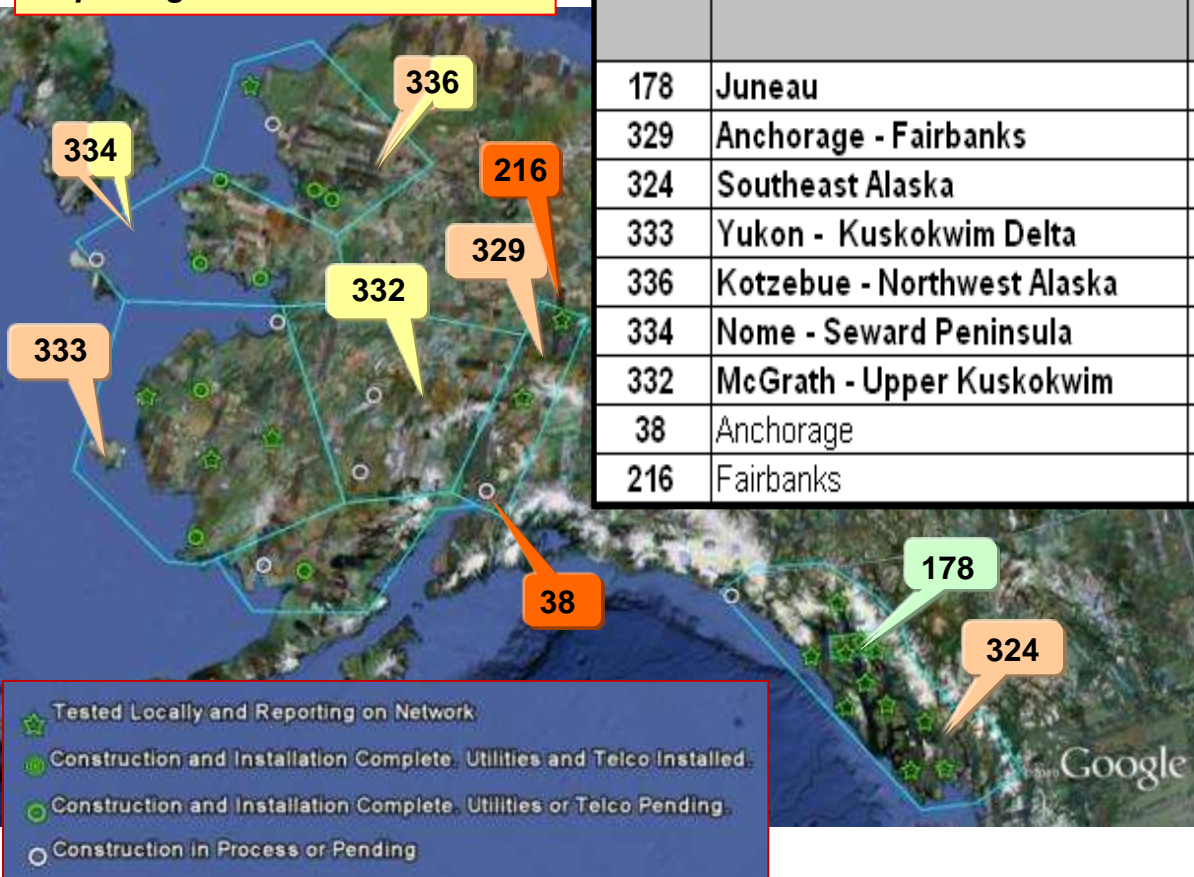 336
334
216
329
332
333
38
178
324
178 Juneau
329 Anchorage - Fairbanks
324 Southeast Alaska
333 Yukon - Kuskokwim Delta
336 Kotzebue - Northwest Alaska
334 Nome - Seward Peninsula
332 McGrath - Upper Kuskokwim
38 Anchorage
216 Fairbanks
Google
Tested Locally and Reporting on Network
Construction and Installation Complete. Utilities and Telco Installed.
Construction and Installation Complete. Utilities or Telco Pending.
Construction in Process or Pending